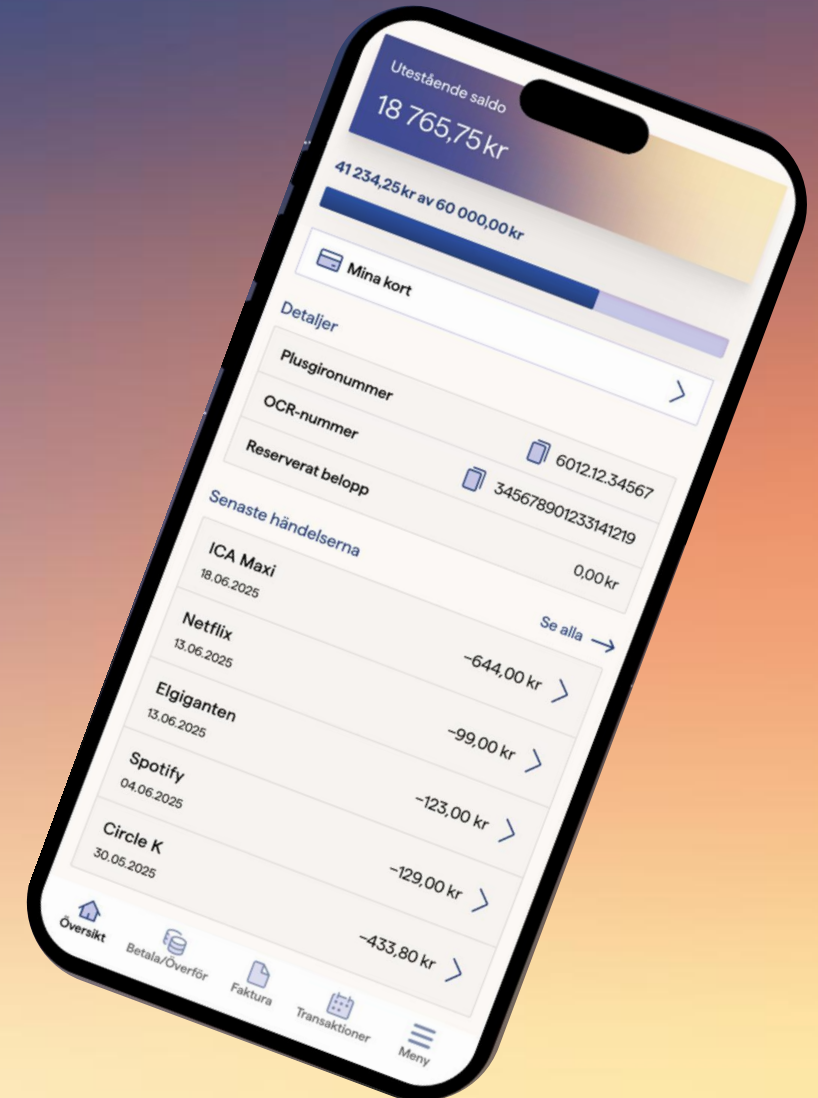 Utestående saldo
18 765,75 kr
41 234,25 kr av 60 000,00 kr
Mina kort
Detaljer
Plusgironummer 6012.12.34567
OCR-nummer 345678901233141219
Reserverat belopp 0,00 kr
Senaste händelserna Se alla
ICA Maxi
18.06.2025 -644,00 kr
Netflix
13.06.2025 -99,00 kr
Elgiganten
13.06.2025 -123,00 kr
Spotify
04.06.2025 -129,00 kr
Circle K
30.05.2025 -433,80 kr
Översikt Betala/Överför Faktura Transaktioner Meny